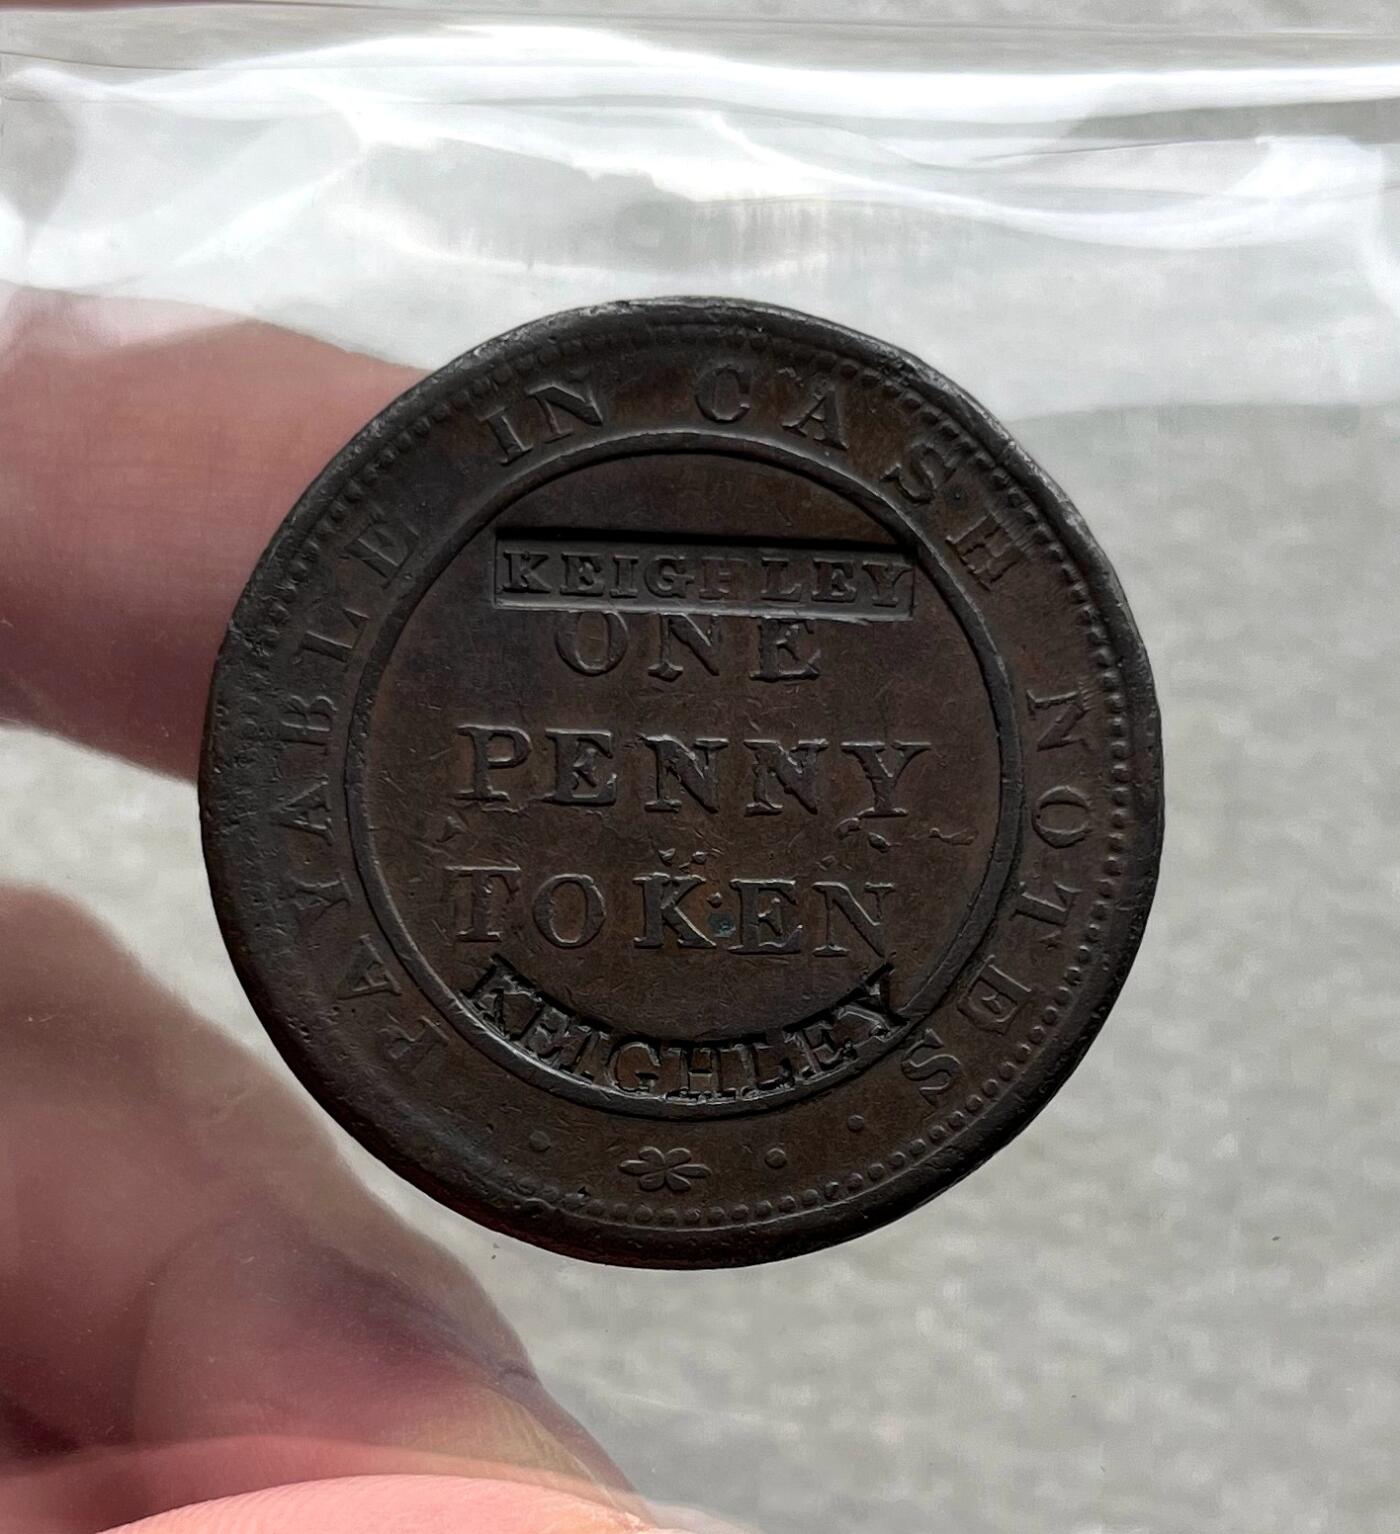 PAYABLE IN CASH NOTES
KEIGHLEY
ONE
PENNY
TOKEN
KEIGHLEY